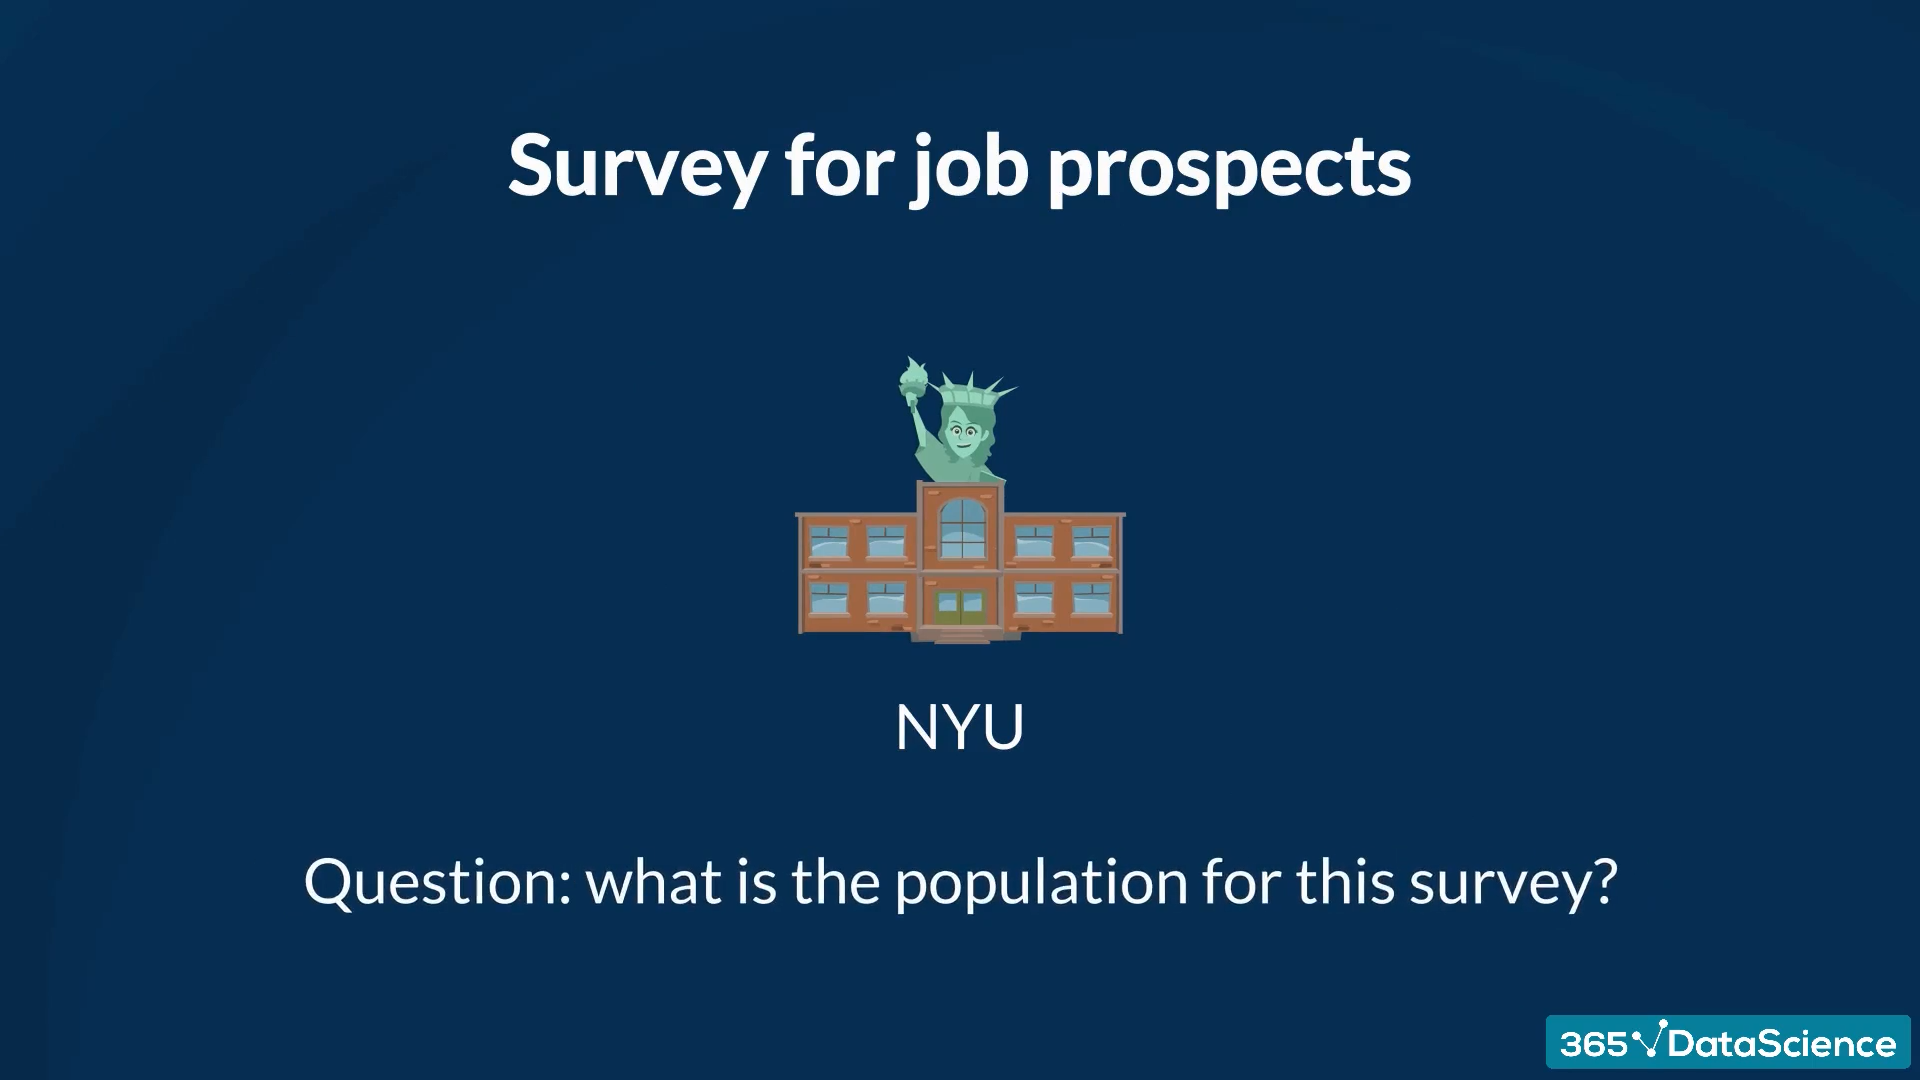 Survey for job prospects
NYU
Question: what is the population for this survey?
365 DataScience